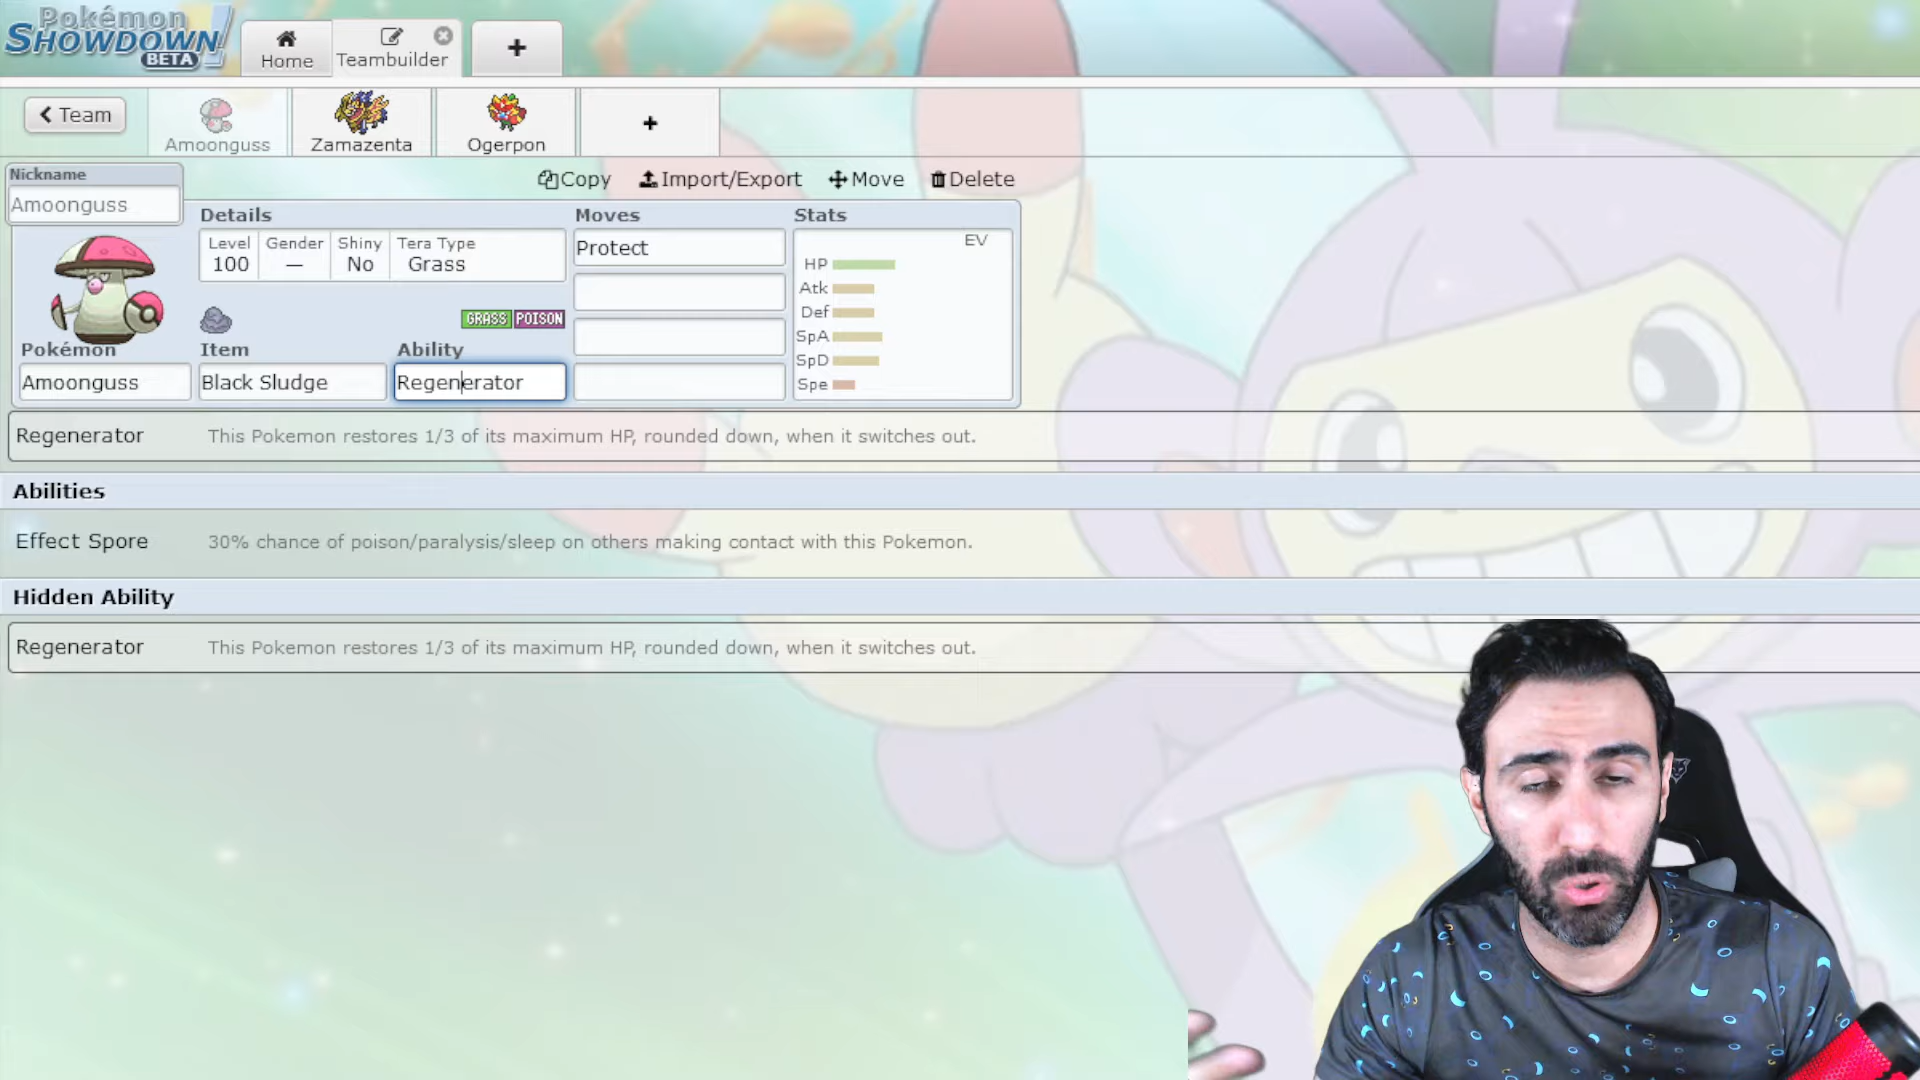 Pokémon
SHOWDOWN!
BETA
Home
Teambuilder
+
Team
Amoonguss
Zamazenta
Ogerpon
+
Nickname
Amoonguss
Copy
Import/Export
Move
Delete
Details
Moves
Stats
Level
100
Gender
—
Shiny
No
Tera Type
Grass
GRASS POISON
Pokémon
Amoonguss
Item
Black Sludge
Ability
Regenerator
Protect
EV
HP
Atk
Def
SpA
SpD
Spe
Regenerator This Pokemon restores 1/3 of its maximum HP, rounded down, when it switches out.
Abilities
Effect Spore 30% chance of poison/paralysis/sleep on others making contact with this Pokemon.
Hidden Ability
Regenerator This Pokemon restores 1/3 of its maximum HP, rounded down, when it switches out.